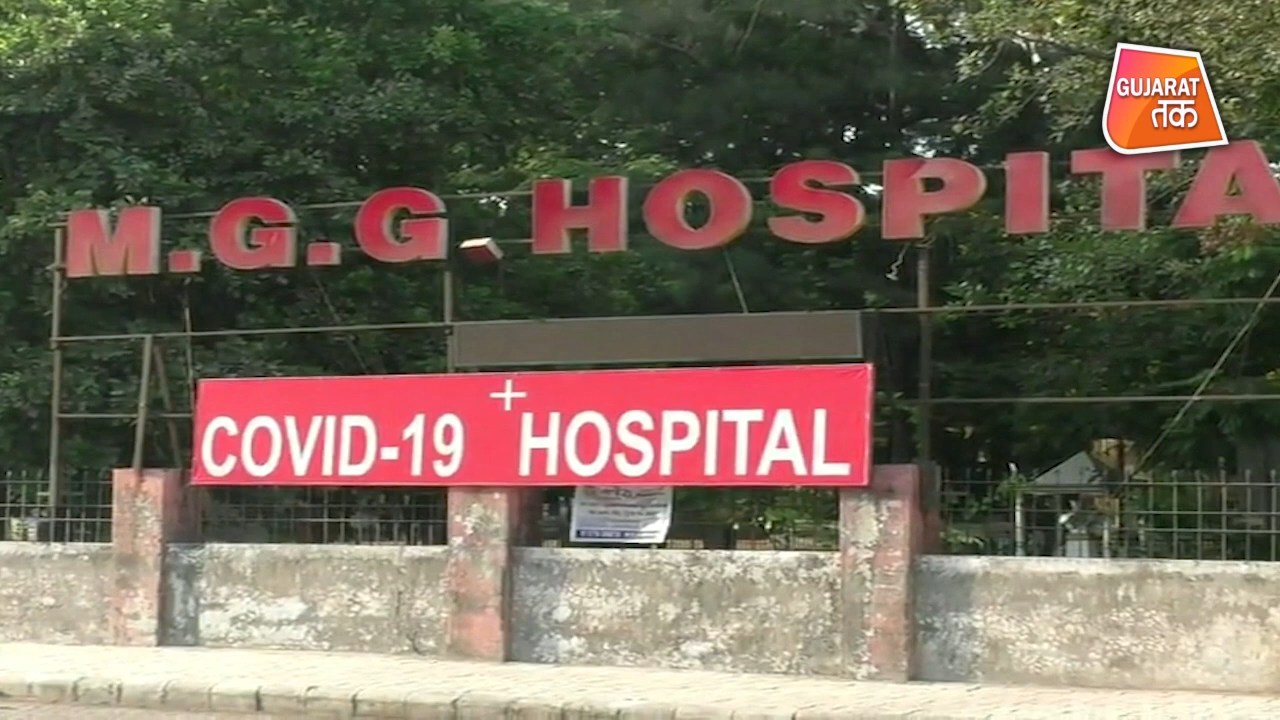 GUJARAT
तक
M.G.G. HOSPITA
COVID-19 + HOSPITAL